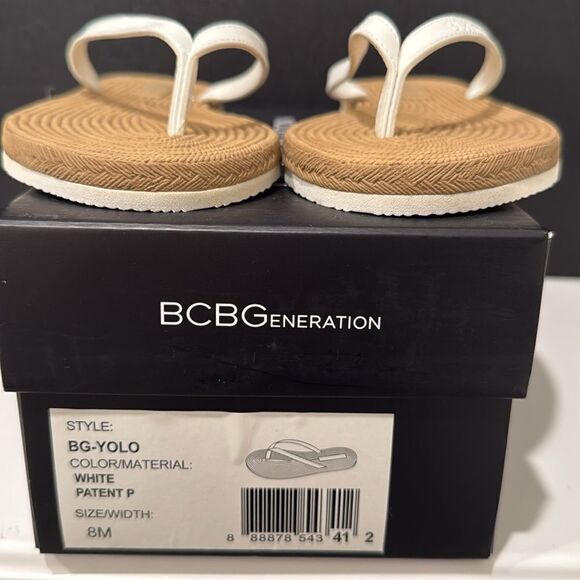 BCBGENERATION
STYLE:
BG-YOLO
COLOR/MATERIAL:
WHITE
PATENT P
SIZE/WIDTH:
8M
8 88878 543 41 2